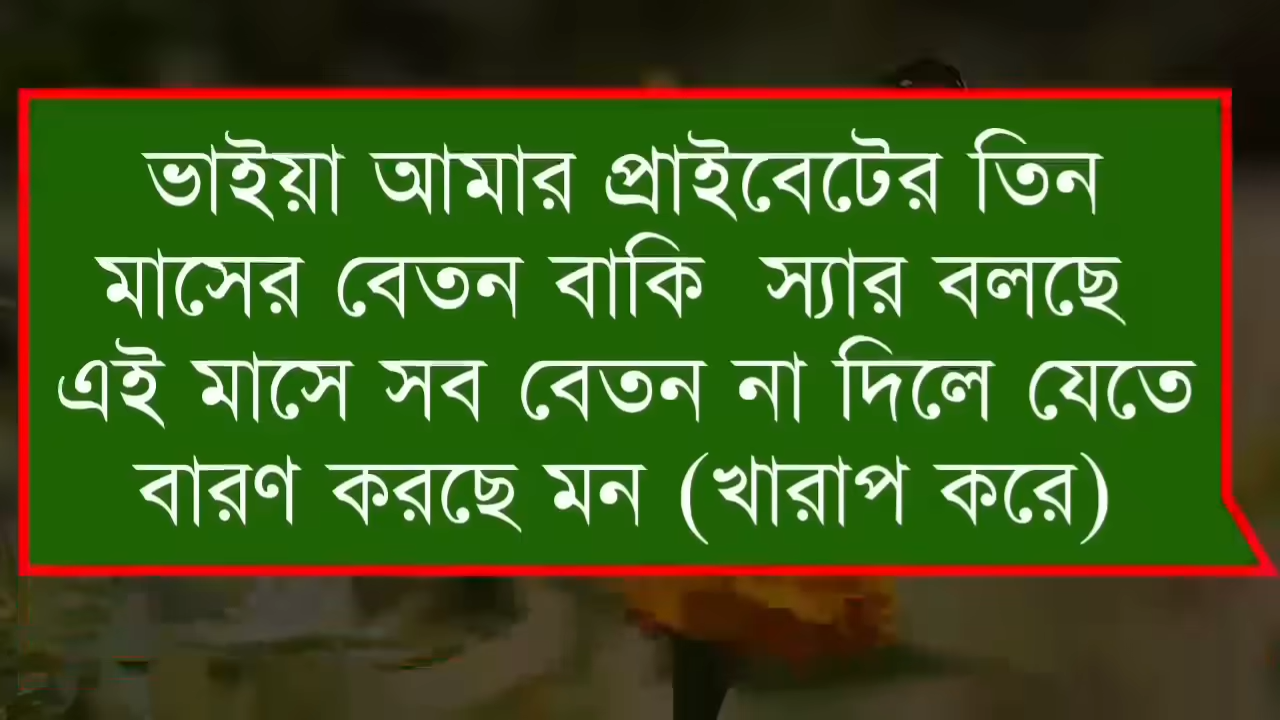 ভাইয়া আমার প্রাইবেটের তিন
মাসের বেতন বাকি স্যার বলছে
এই মাসে সব বেতন না দিলে যেতে
বারণ করছে মন (খারাপ করে)